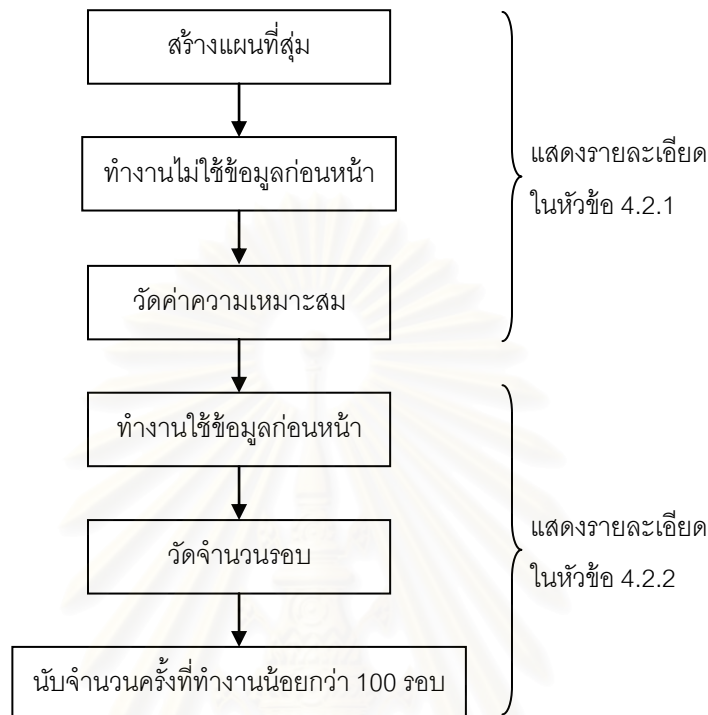 สร้างแผนที่สุ่ม
ทำงานไม่ใช้ข้อมูลก่อนหน้า
วัดค่าความเหมาะสม
แสดงรายละเอียด
ในหัวข้อ 4.2.1
ทำงานใช้ข้อมูลก่อนหน้า
วัดจำนวนรอบ
นับจำนวนครั้งที่ทำงานน้อยกว่า 100 รอบ
แสดงรายละเอียด
ในหัวข้อ 4.2.2